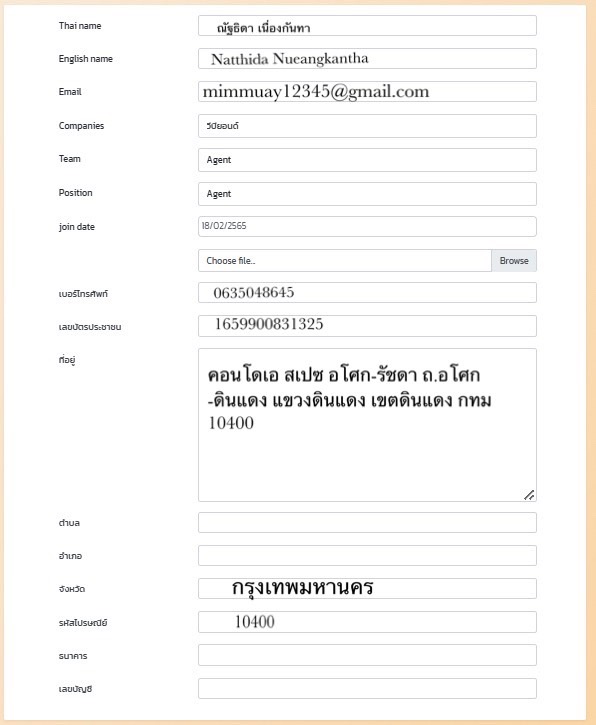 Thai name ณัฐธิดา เนื่องกันทา
English name Natthida Nueangkantha
Email mimmuay12345@gmail.com
Companies วีบียอนด์
Team Agent
Position Agent
join date 18/02/2565
Choose file.. Browse
เบอร์โทรศัพท์ 0635048645
เลขบัตรประชาชน 1659900831325
ที่อยู่ คอนโดเอ สเปซ อโศก-รัชดา ถ.อโศก
-ดินแดง แขวงดินแดง เขตดินแดง กทม
10400
ตำบล
อำเภอ
จังหวัด กรุงเทพมหานคร
รหัสไปรษณีย์ 10400
ธนาคาร
เลขบัญชี